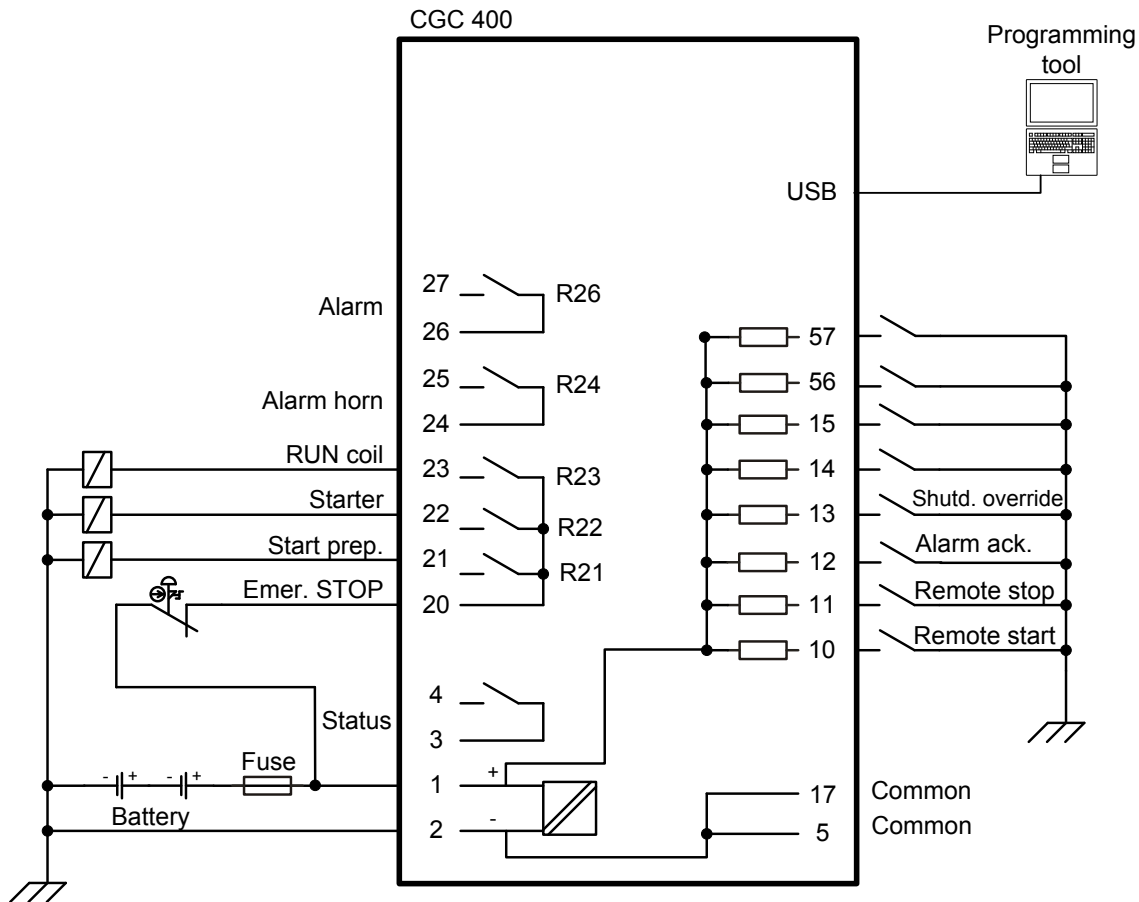 CGC 400
Programming
tool
USB
Alarm
27
R26
26
Alarm horn
25
R24
24
RUN coil
23
R23
Starter
22
R22
Start prep.
21
R21
Emer. STOP
20
57
56
15
14
13
Shutd. override
12
Alarm ack.
11
Remote stop
10
Remote start
Status
4
3
Fuse
- + - +
1
+
Battery
2
-
17
Common
5
Common